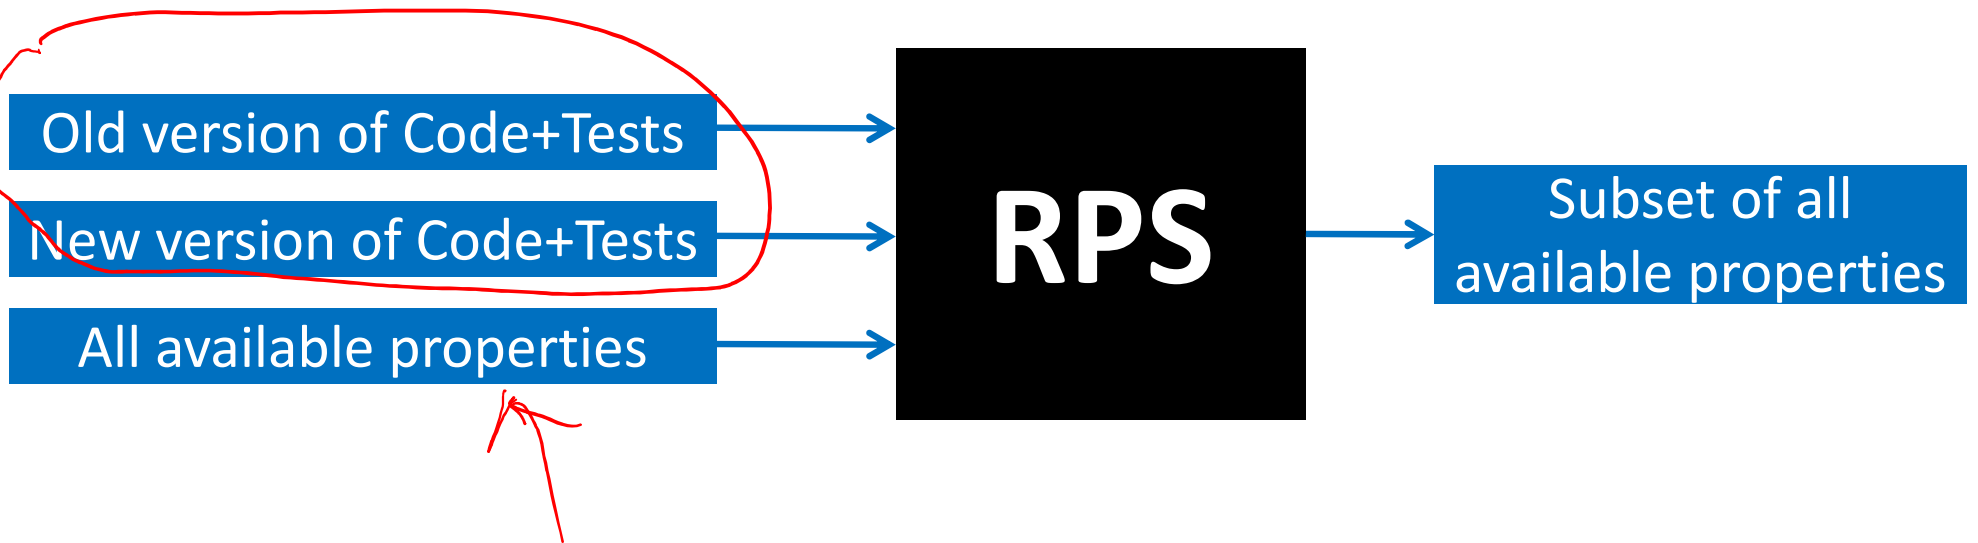 Old version of Code+Tests
New version of Code+Tests
All available properties
RPS
Subset of all
available properties